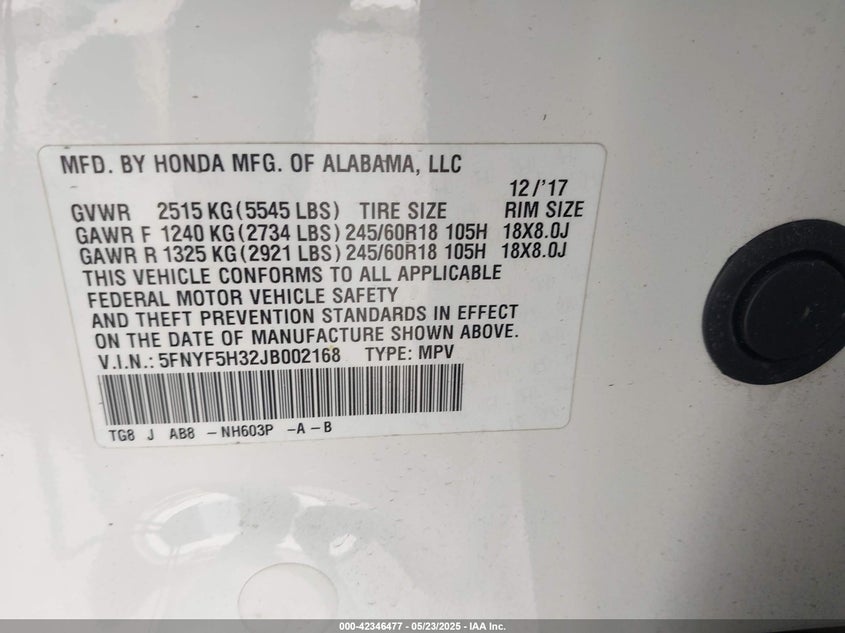 MFD. BY HONDA MFG. OF ALABAMA, LLC
12/'17
GVWR 2515 KG(5545 LBS) TIRE SIZE RIM SIZE
GAWR F 1240 KG(2734 LBS)245/60R18 105H 18X8.0J
GAWR R 1325 KG(2921 LBS)245/60R18 105H 18X8.0J
THIS VEHICLE CONFORMS TO ALL APPLICABLE
FEDERAL MOTOR VEHICLE SAFETY
AND THEFT PREVENTION STANDARDS IN EFFECT
ON THE DATE OF MANUFACTURE SHOWN ABOVE.
V.I.N.: 5FNYF5H32JB002168 TYPE: MPV
TG8 J AB8 -NH603P -A-B
000-42346477 - 05/23/2025 - IAA Inc.